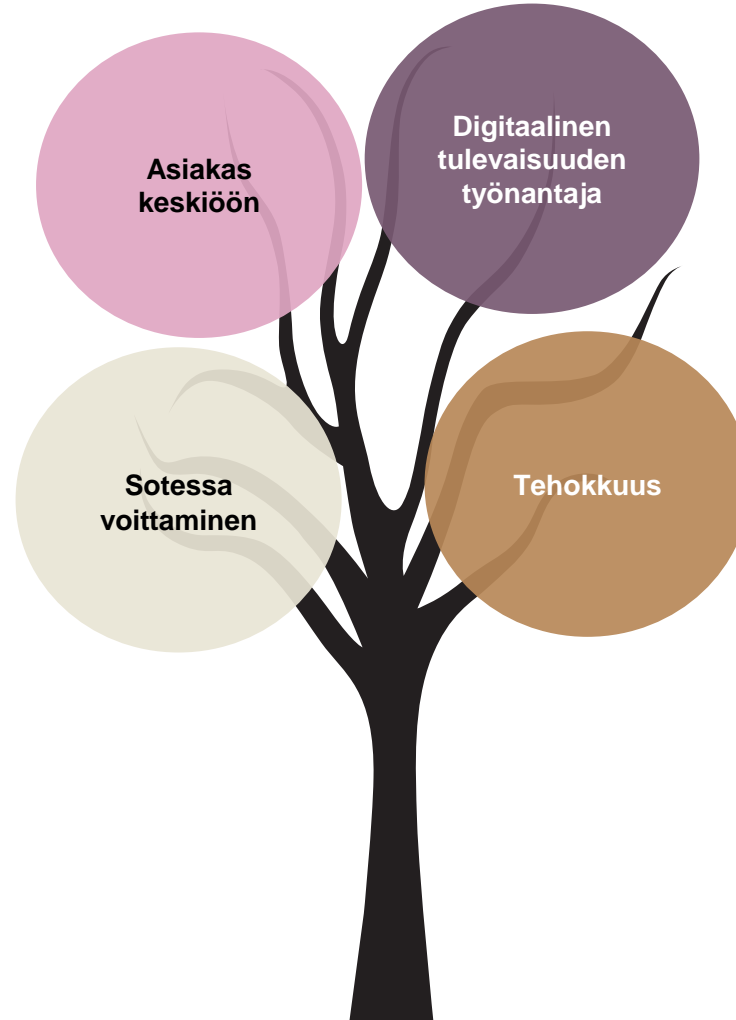 Asiakas
keskiöön
Digitaalinen
tulevaisuuden
työnantaja
Sotessa
voittaminen
Tehokkuus